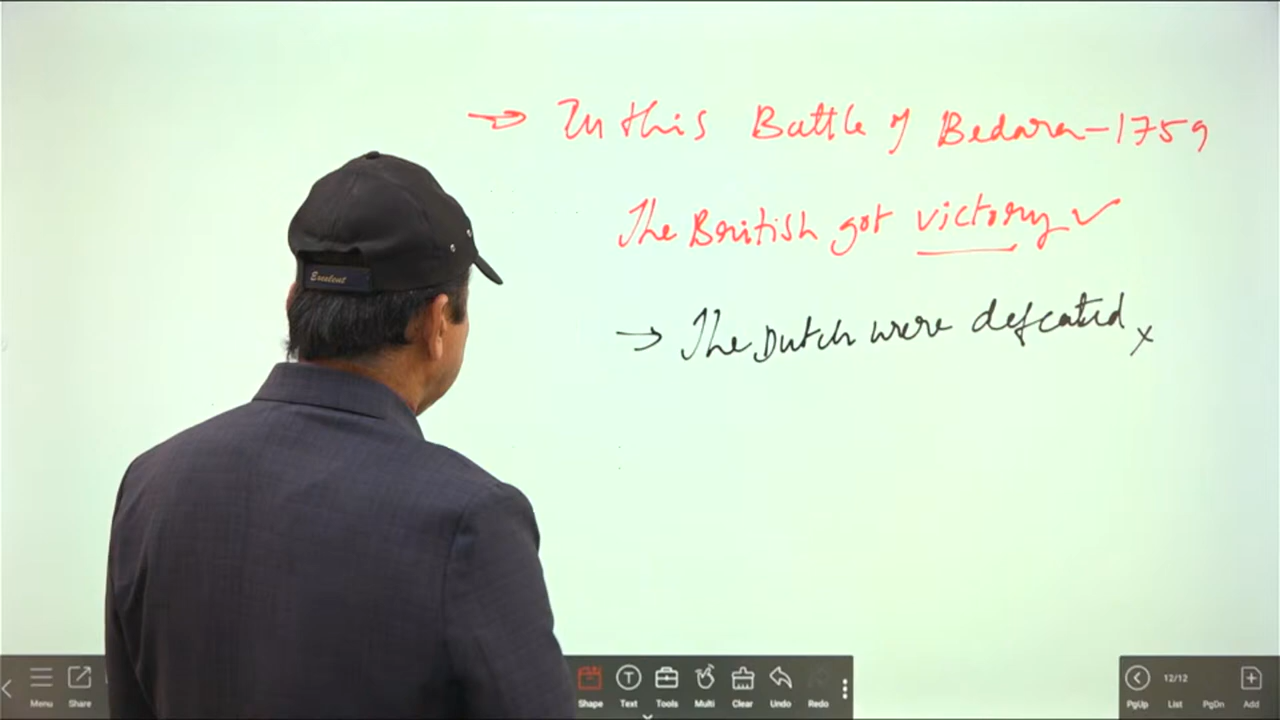 → In this Battle of Bedara-1759
The British got victory ✓
→ The Dutch were defeated x
Excelent
Menu
Share
Shape
Text
Tools
Multi
Clear
Undo
Redo
PgUp
12/12
List
PgDn
Add